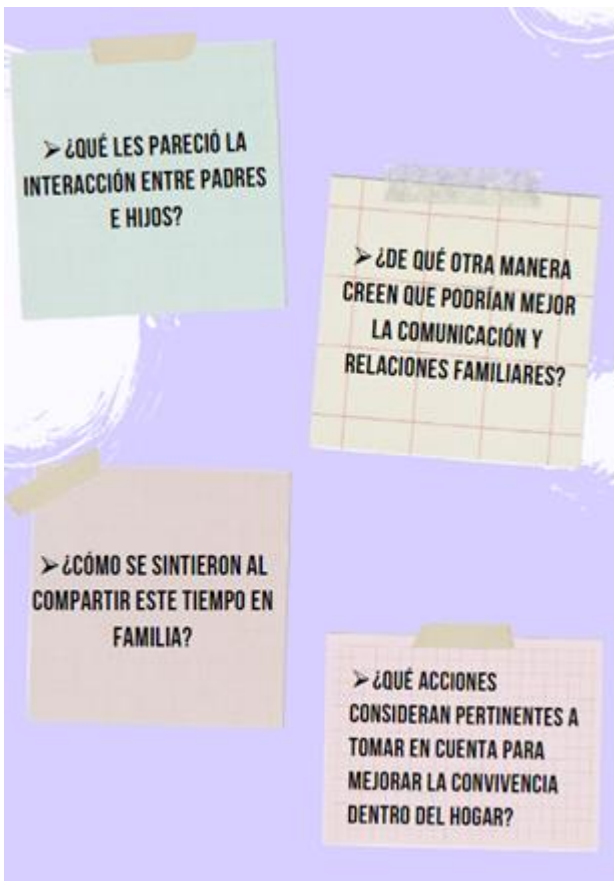 ➤ ¿QUÉ LES PARECIÓ LA
INTERACCIÓN ENTRE PADRES
E HIJOS?
➤ ¿DE QUÉ OTRA MANERA
CREEN QUE PODRÍAN MEJOR
LA COMUNICACIÓN Y
RELACIONES FAMILIARES?
➤ ¿CÓMO SE SINTIERON AL
COMPARTIR ESTE TIEMPO EN
FAMILIA?
➤ ¿QUÉ ACCIONES
CONSIDERAN PERTINENTES A
TOMAR EN CUENTA PARA
MEJORAR LA CONVIVENCIA
DENTRO DEL HOGAR?